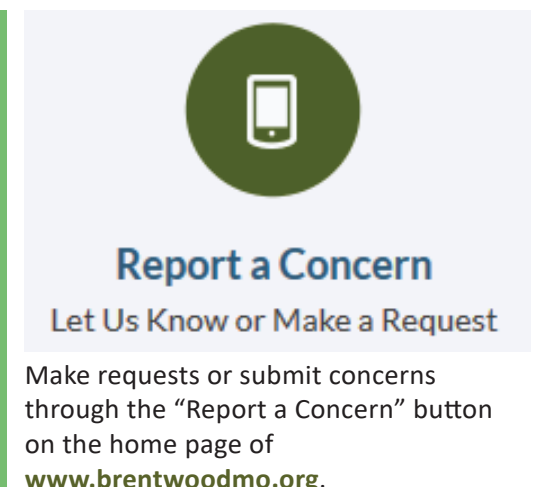 Report a Concern
Let Us Know or Make a Request
Make requests or submit concerns
through the “Report a Concern” button
on the home page of
www.brentwoodmo.org.